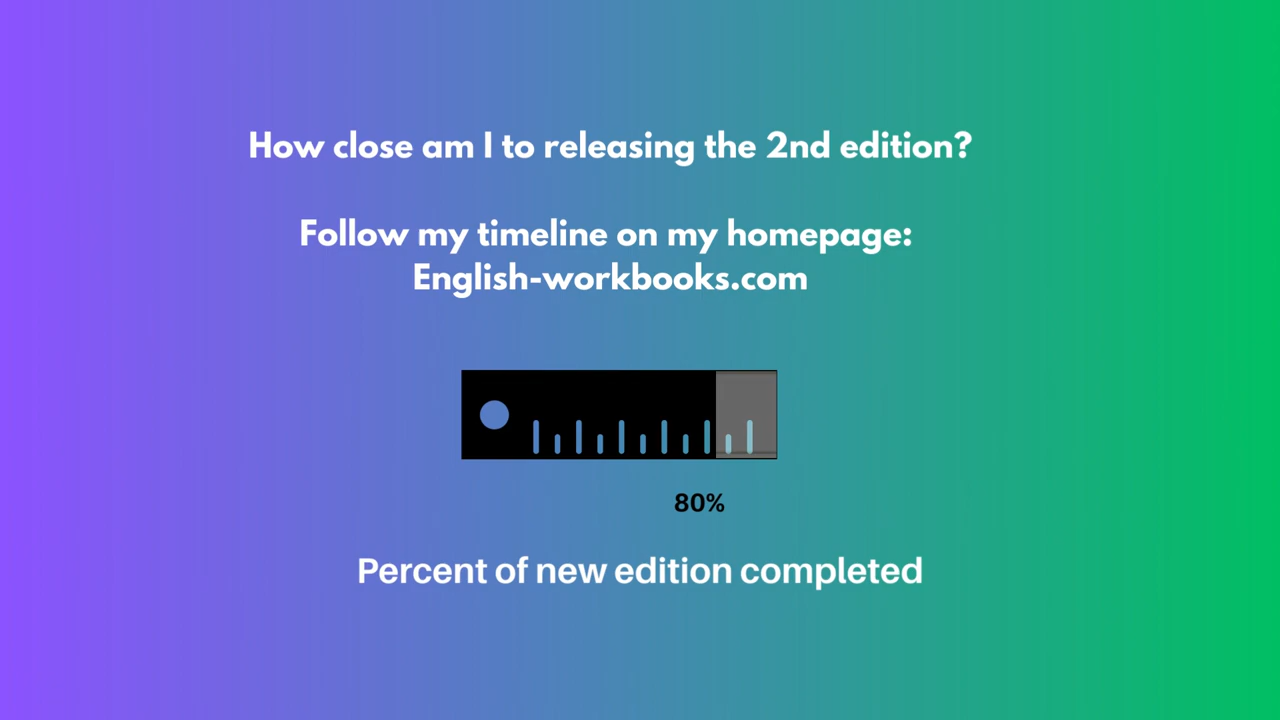 How close am I to releasing the 2nd edition?
Follow my timeline on my homepage:
English-workbooks.com
80%
Percent of new edition completed